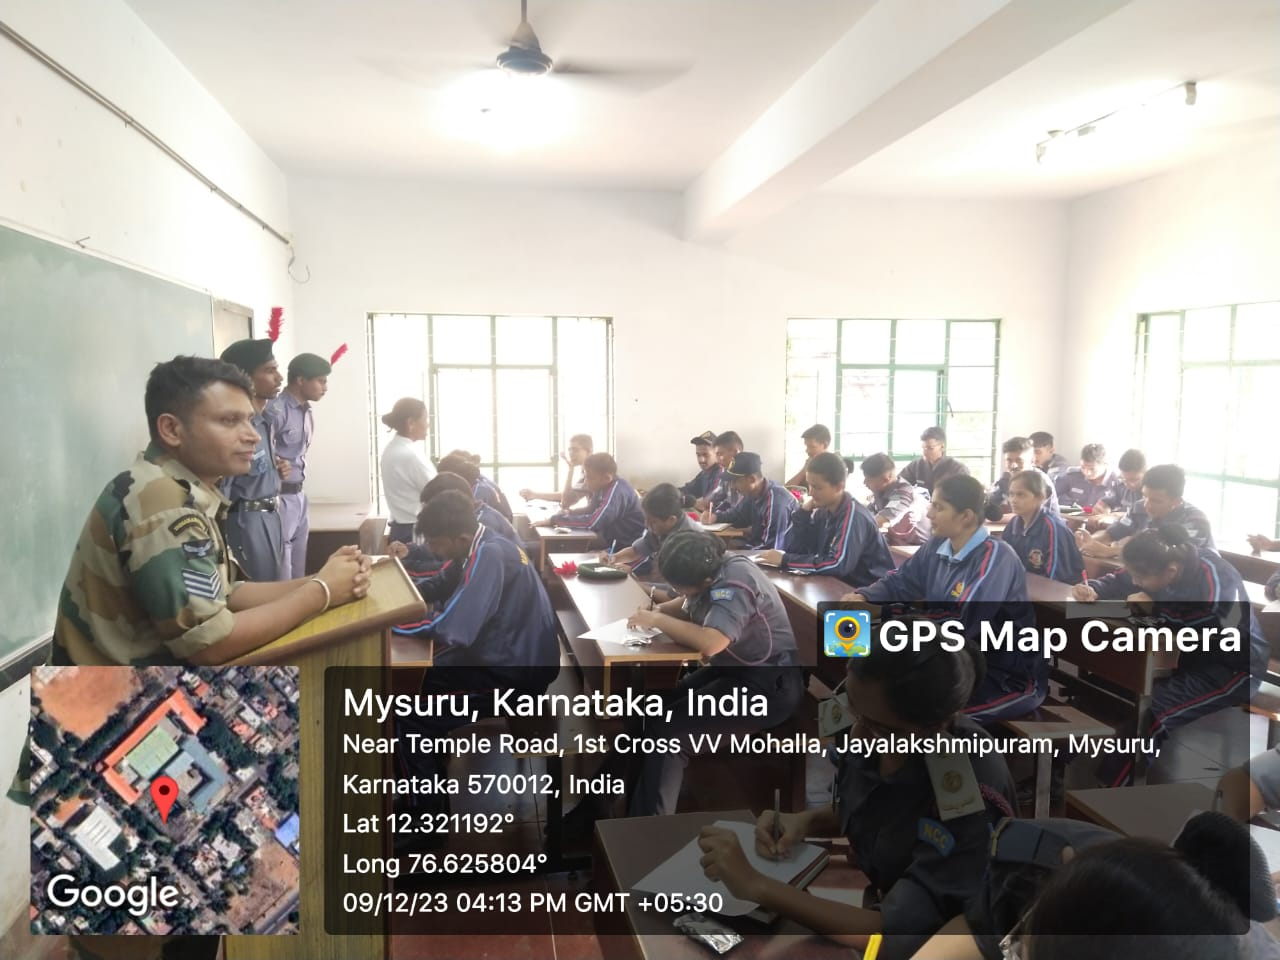 NCC
GPS Map Camera
Mysuru, Karnataka, India
Near Temple Road, 1st Cross VV Mohalla, Jayalakshmipuram, Mysuru,
Karnataka 570012, India
Lat 12.321192°
Long 76.625804°
09/12/23 04:13 PM GMT +05:30
Google
NCC